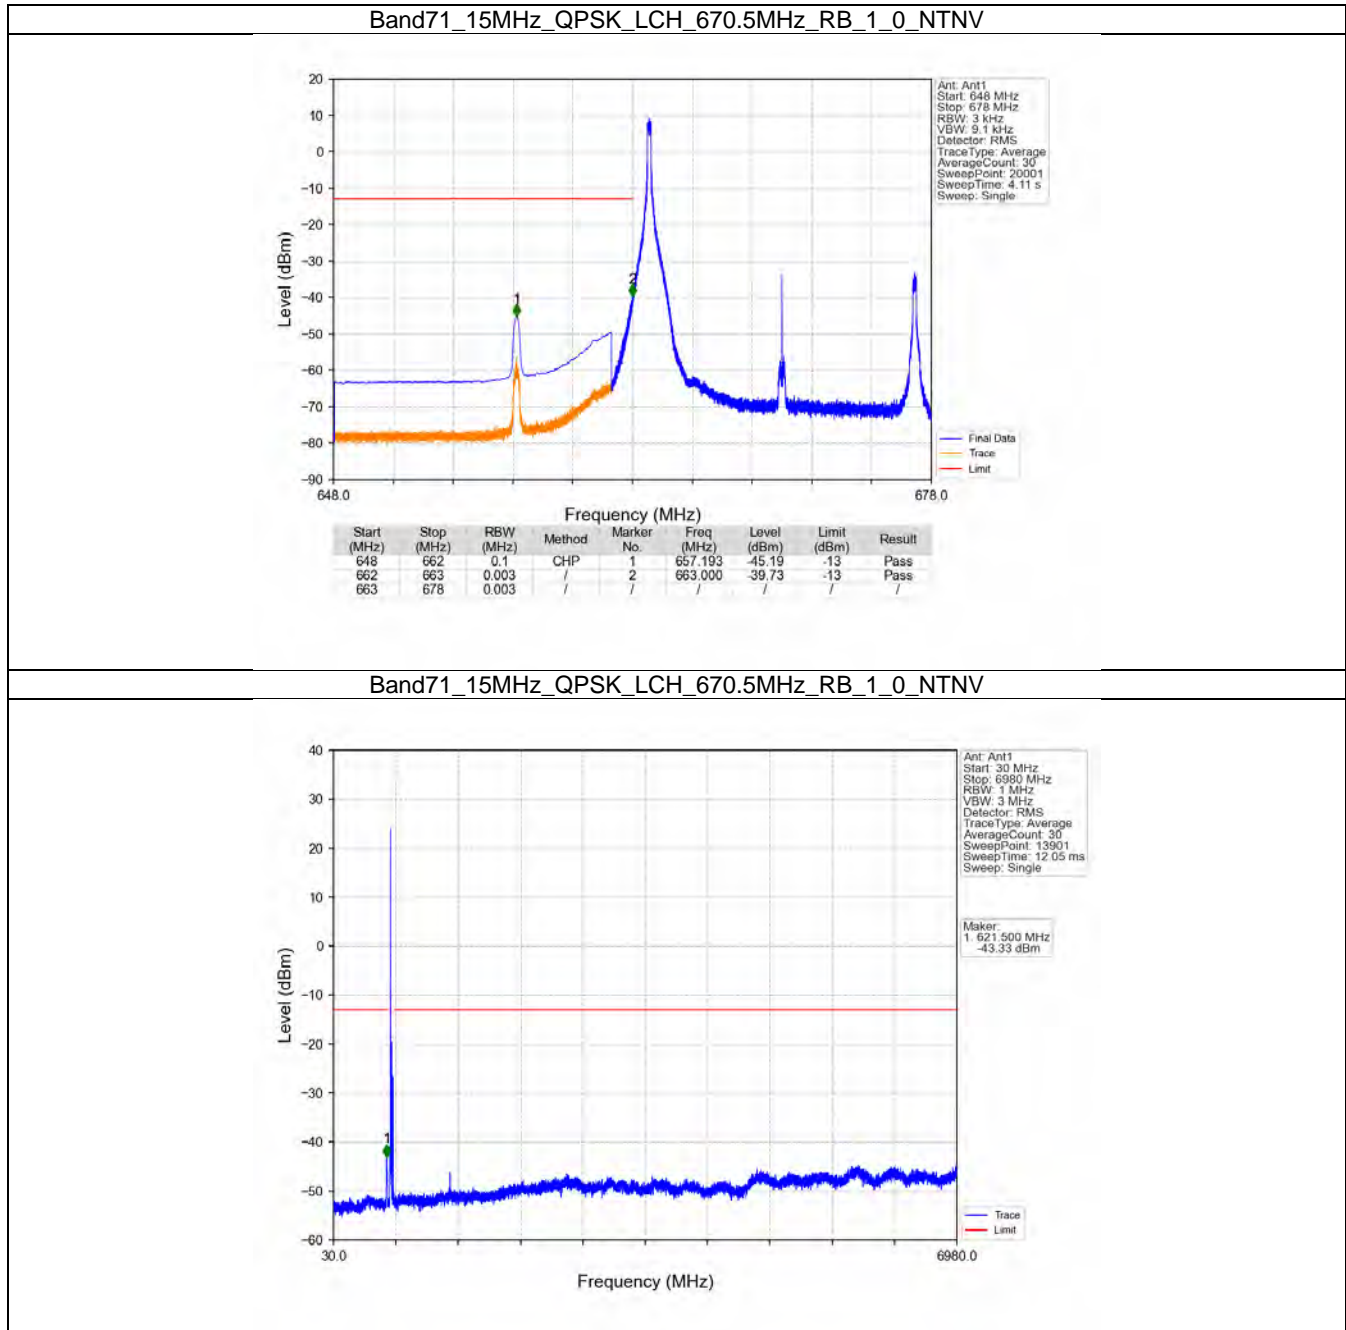 Band71_15MHz_QPSK_LCH_670.5MHz_RB_1_0_NTNV
20
10
0
−10
−20
−30
−40
−50
−60
−70
−80
−90
Level (dBm)
1
2
648.0
678.0
Frequency (MHz)
Ant: Ant1
Start: 648 MHz
Stop: 678 MHz
RBW: 3 kHz
VBW: 9.1 kHz
Detector: RMS
TraceType: Average
AverageCount: 30
SweepPoint: 20001
SweepTime: 4.11 s
Sweep: Single
Final Data
Trace
Limit
Start (MHz) Stop (MHz) RBW (MHz) Method Marker No. Freq (MHz) Level (dBm) Limit (dBm) Result
648 662 0.1 CHP 1 657.193 -45.19 -13 Pass
662 663 0.003 / 2 663.000 -39.73 -13 Pass
663 678 0.003 / / / / / /
Band71_15MHz_QPSK_LCH_670.5MHz_RB_1_0_NTNV
40
30
20
10
0
−10
−20
−30
−40
−50
−60
Level (dBm)
1
30.0
6980.0
Frequency (MHz)
Ant: Ant1
Start: 30 MHz
Stop: 6980 MHz
RBW: 1 MHz
VBW: 3 MHz
Detector: RMS
TraceType: Average
AverageCount: 30
SweepPoint: 13901
SweepTime: 12.05 ms
Sweep: Single
Maker:
1. 621.500 MHz
-43.33 dBm
Trace
Limit